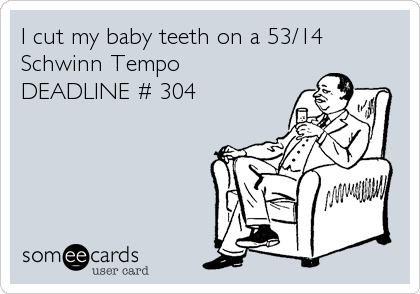 I cut my baby teeth on a 53/14
Schwinn Tempo
DEADLINE # 304
someecards
user card